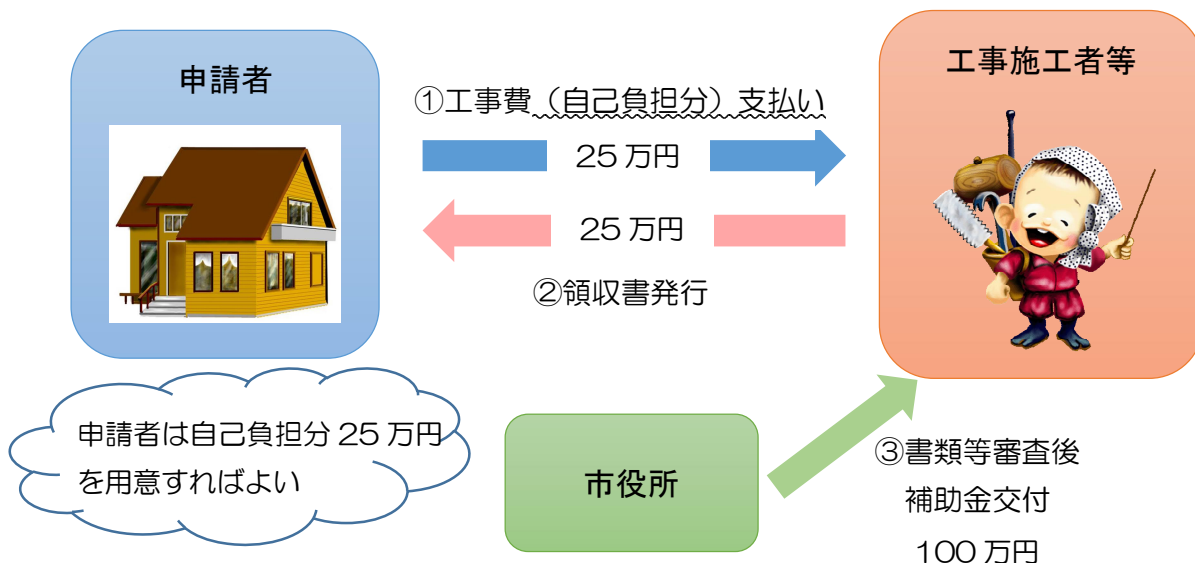 申請者
工事施工者等
①工事費（自己負担分）支払い
25万円
25万円
②領収書発行
申請者は自己負担分25万円
を用意すればよい
市役所
③書類等審査後
補助金交付
100万円